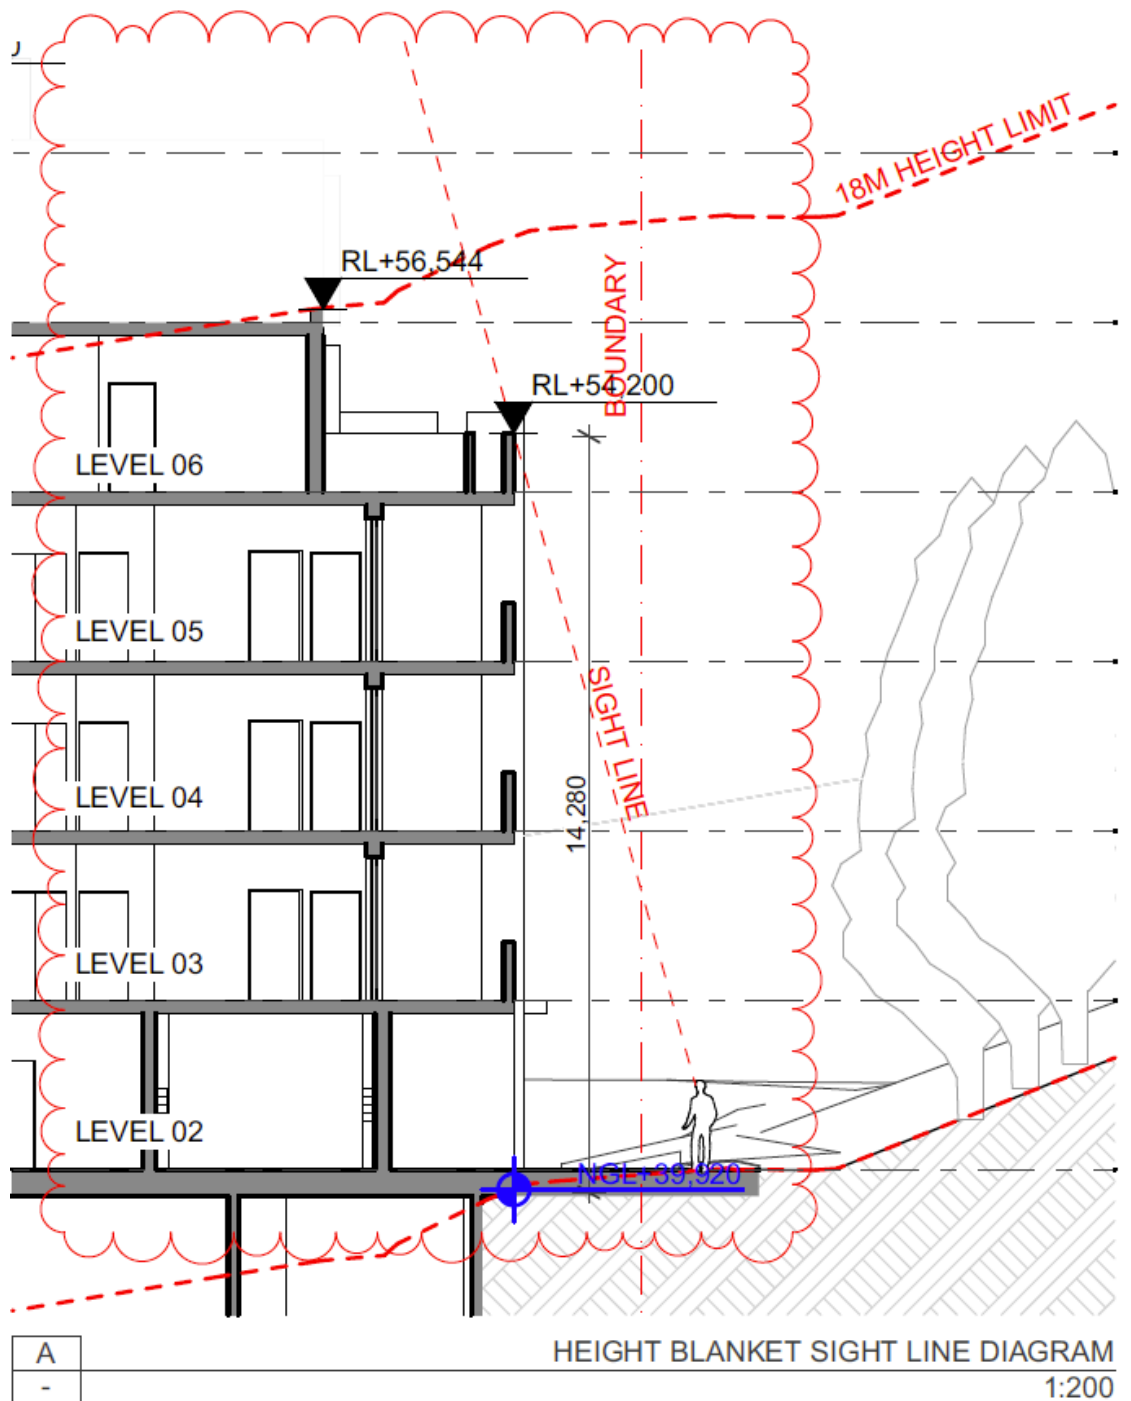 18M HEIGHT LIMIT
RL+56,544
BOUNDARY
RL+54,200
LEVEL 06
LEVEL 05
SIGHT LINE
LEVEL 04
14,280
LEVEL 03
LEVEL 02
NGL+39,920
A
HEIGHT BLANKET SIGHT LINE DIAGRAM
-
1:200